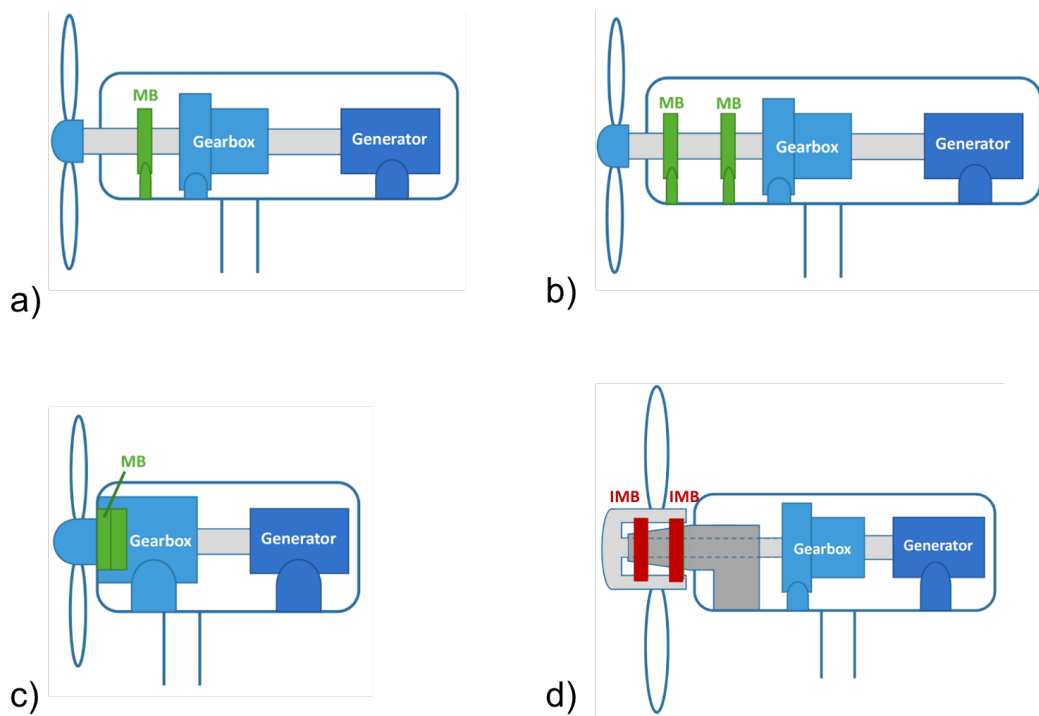 MB
Gearbox
Generator
a)
MB MB
Gearbox
Generator
b)
MB
Gearbox
Generator
c)
IMB IMB
Gearbox
Generator
d)